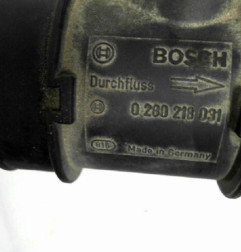 BOSCH
Durchfluss
0 280 218 031
Made in Germany